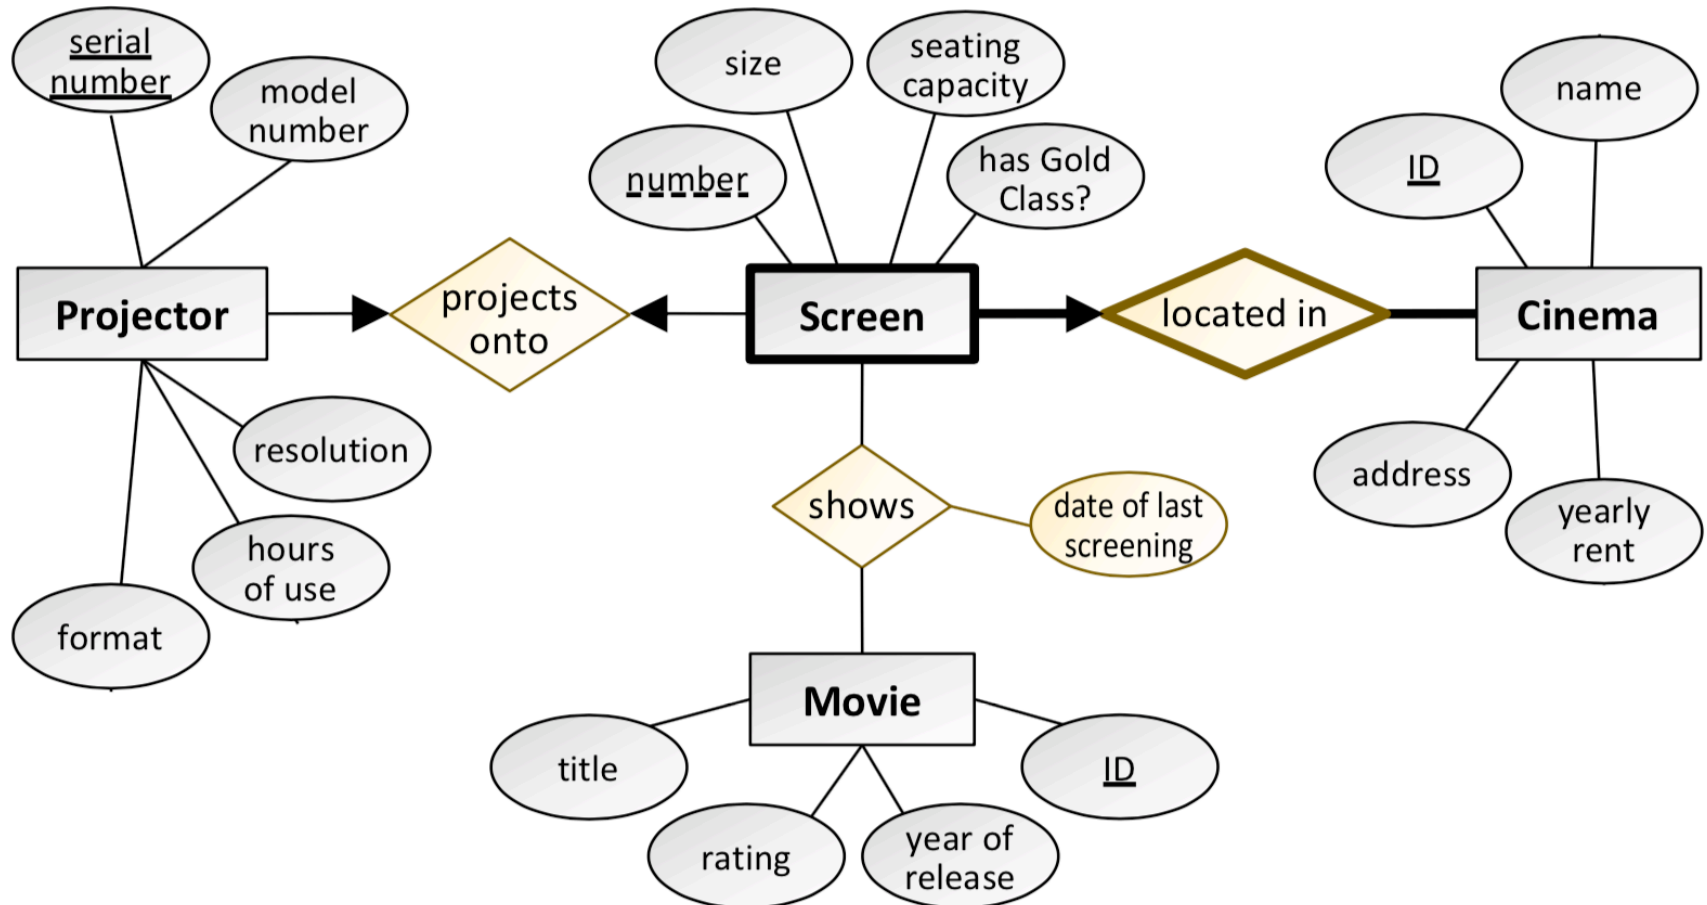 serial
number
model
number
size
seating
capacity
number
has Gold
Class?
name
ID
Projector
projects
onto
Screen
located in
Cinema
resolution
hours
of use
format
shows
date of last
screening
address
yearly
rent
Movie
title
rating
year of
release
ID